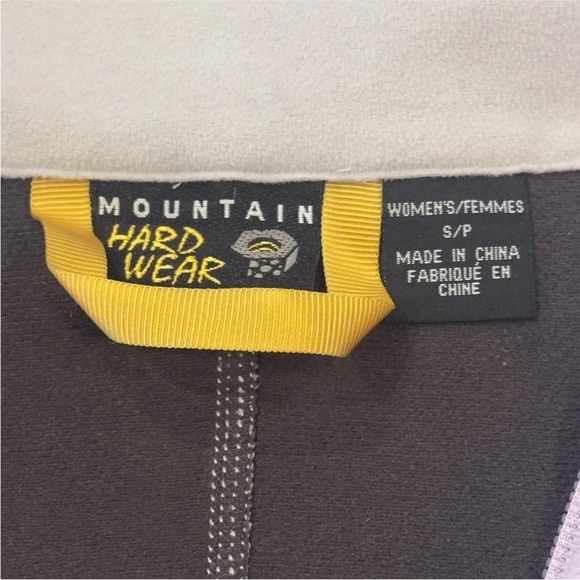 MOUNTAIN
HARD
WEAR
WOMEN'S/FEMMES
S/P
MADE IN CHINA
FABRIQUÉ EN
CHINE